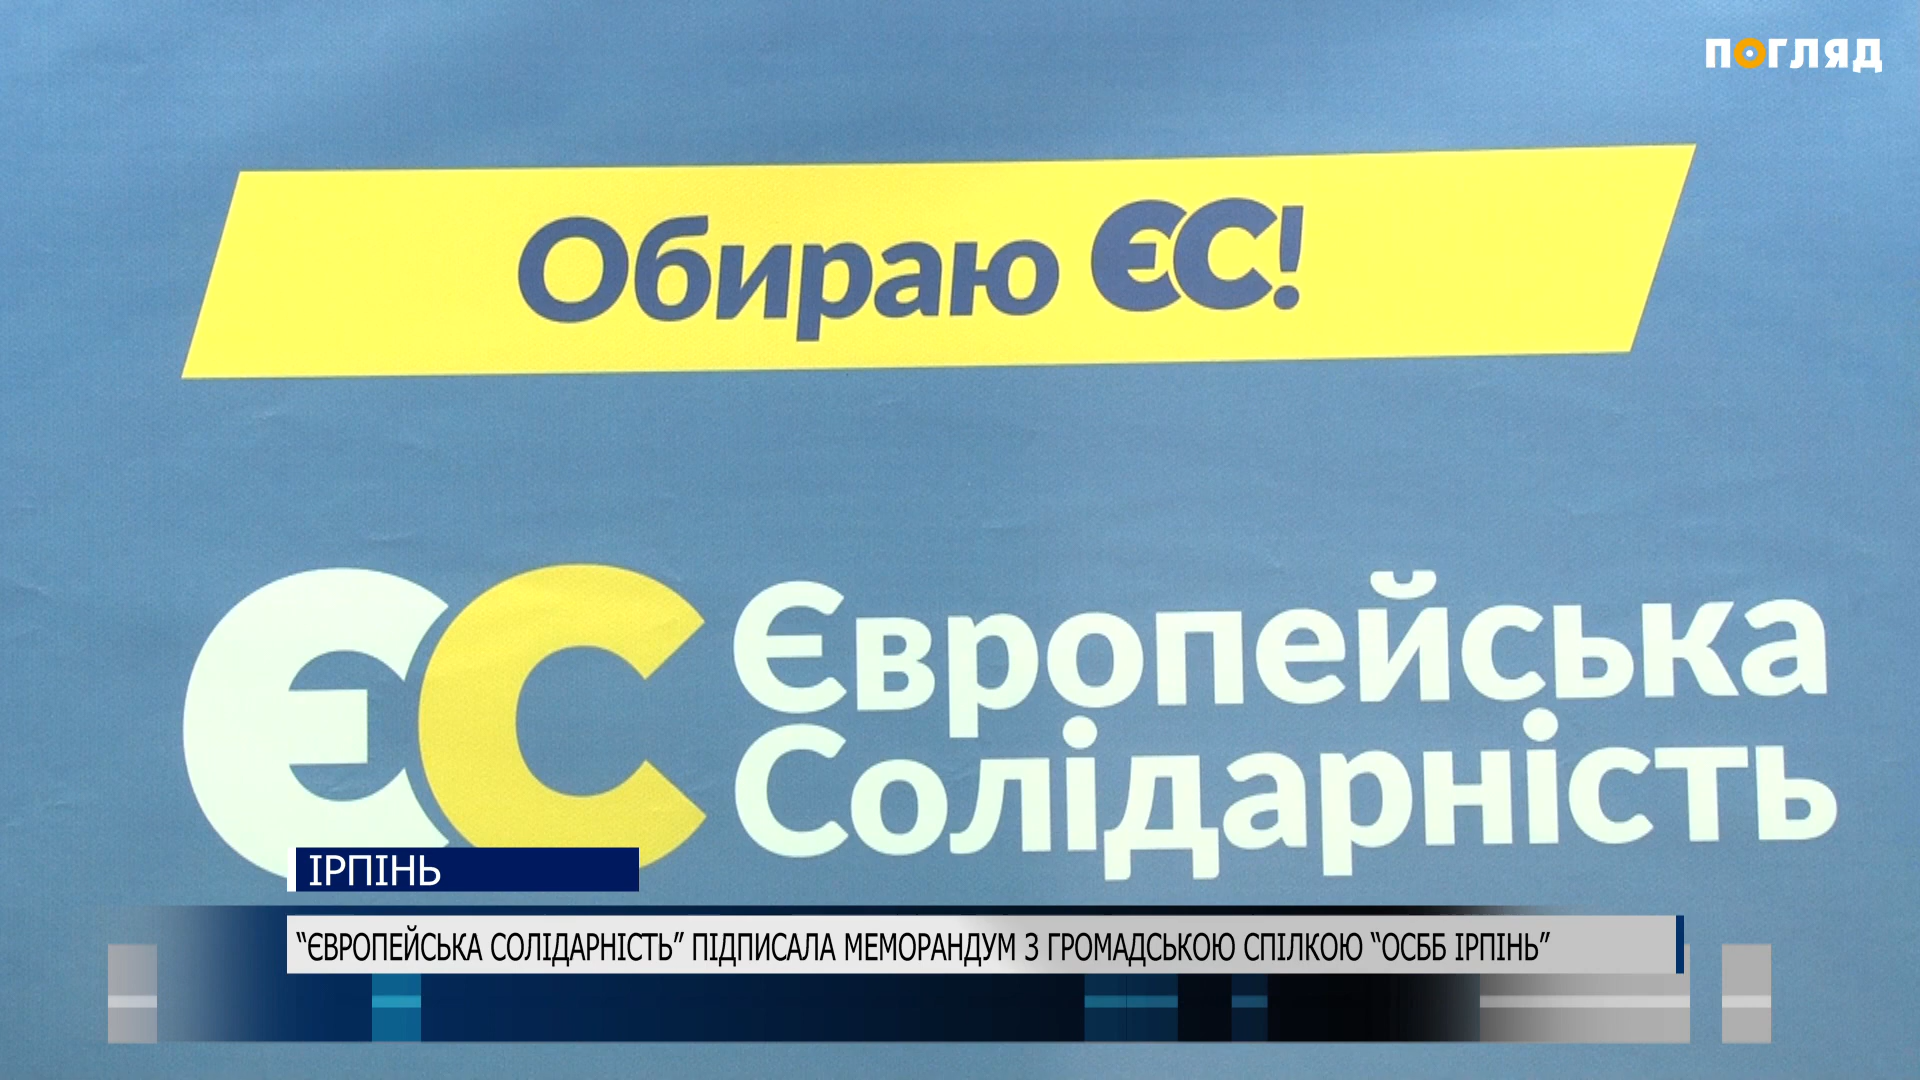 ПОГЛЯД
Обираю ЄС!
ЄС Європейська
Солідарність
ІРПІНЬ
“ЄВРОПЕЙСЬКА СОЛІДАРНІСТЬ” ПІДПИСАЛА МЕМОРАНДУМ З ГРОМАДСЬКОЮ СПІЛКОЮ “ОСББ ІРПІНЬ”